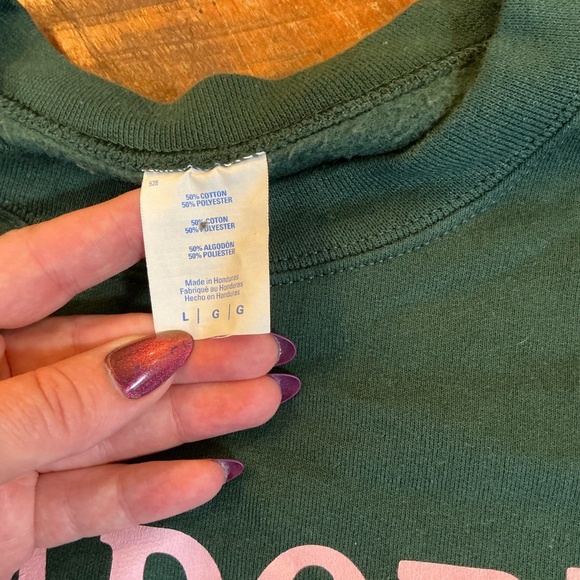 50% COTTON
50% POLYESTER
50% COTON
50% POLYESTER
50% ALGODÓN
50% POLIESTER
Made in Honduras
Fabriqué au Honduras
Hecho en Honduras
L | G | G